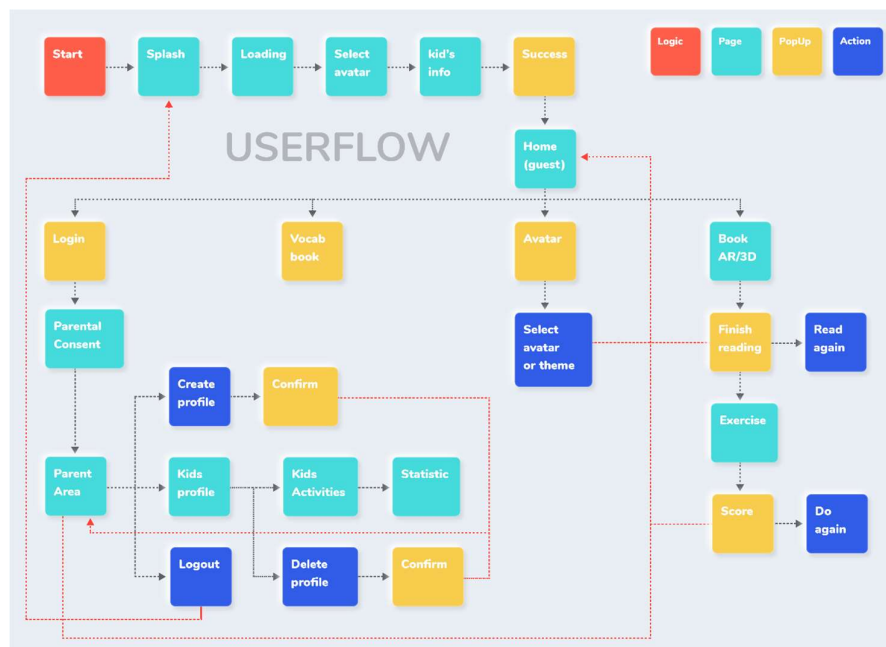 Start
Splash
Loading
Select
avatar
kid's
info
Success
Logic
Page
PopUp
Action
USERFLOW
Home
(guest)
Login
Vocab
book
Avatar
Book
AR/3D
Parental
Consent
Select
avatar
or theme
Finish
reading
Read
again
Create
profile
Confirm
Exercise
Parent
Area
Kids
profile
Kids
Activities
Statistic
Score
Do
again
Logout
Delete
profile
Confirm